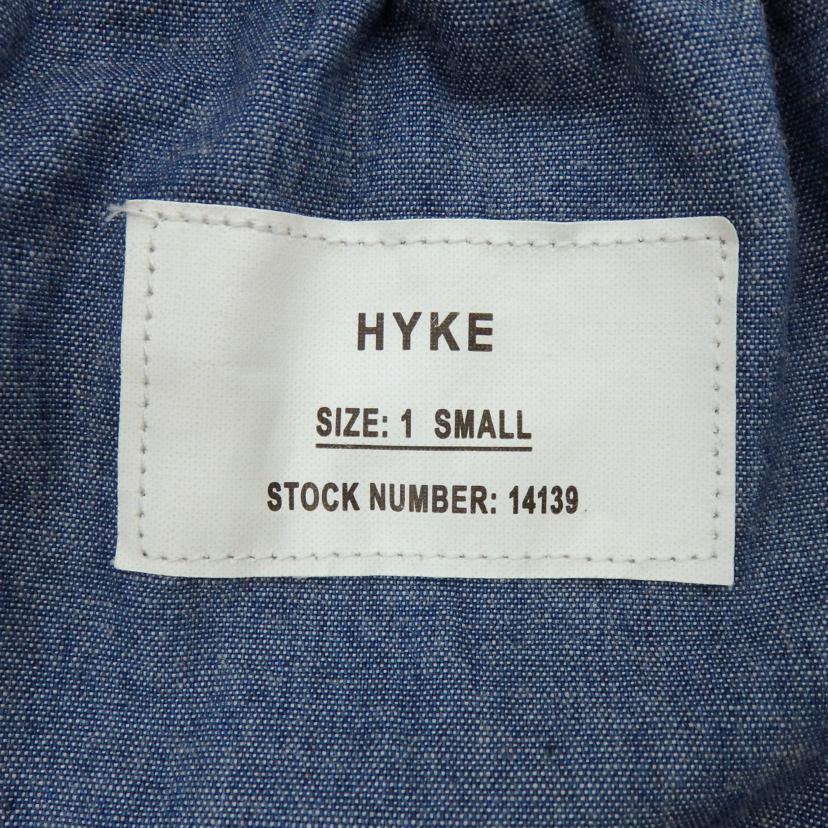 HYKE
SIZE: 1 SMALL
STOCK NUMBER: 14139